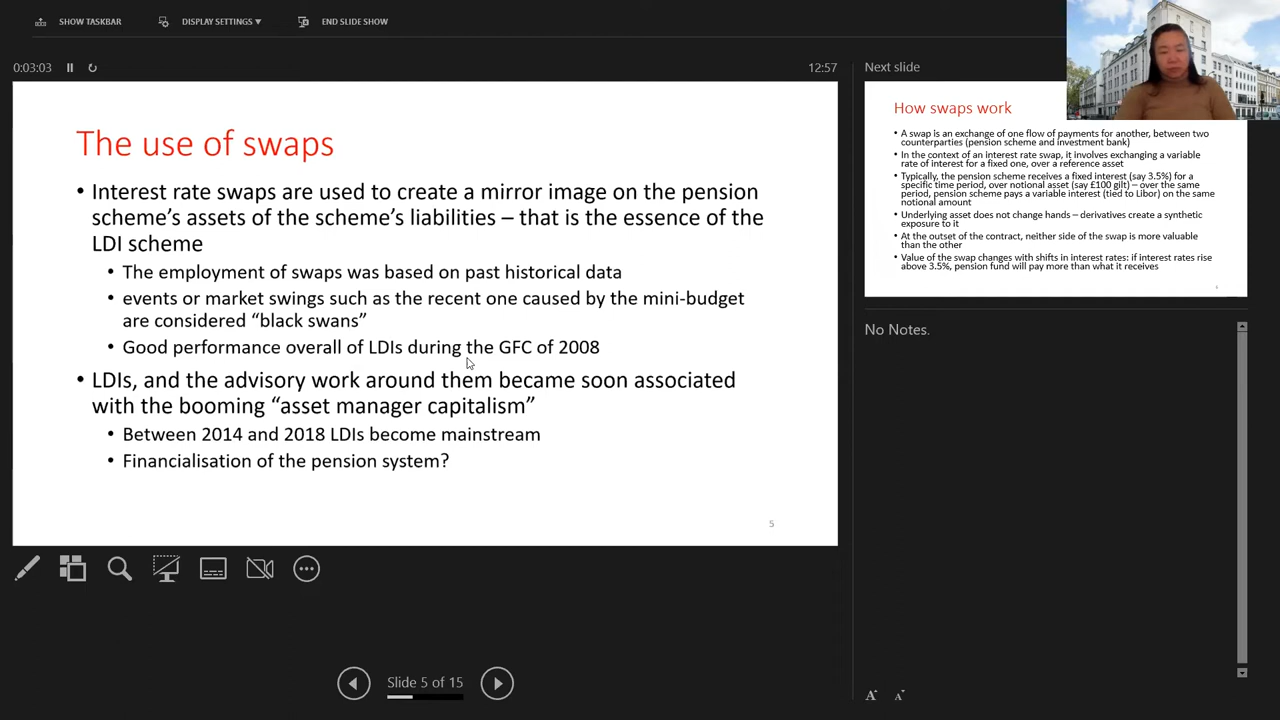 SHOW TASKBAR
DISPLAY SETTINGS ▼
END SLIDE SHOW
0:03:03
12:57
The use of swaps
• Interest rate swaps are used to create a mirror image on the pension
scheme's assets of the scheme's liabilities – that is the essence of the
LDI scheme
• The employment of swaps was based on past historical data
• events or market swings such as the recent one caused by the mini-budget
are considered "black swans"
• Good performance overall of LDIs during the GFC of 2008
• LDIs, and the advisory work around them became soon associated
with the booming "asset manager capitalism"
• Between 2014 and 2018 LDIs become mainstream
• Financialisation of the pension system?
5
Slide 5 of 15
Next slide
How swaps work
• A swap is an exchange of one flow of payments for another, between two
counterparties (pension scheme and investment bank)
• In the context of an interest rate swap, it involves exchanging a variable
rate of interest for a fixed one, over a reference asset
• Typically, the pension scheme receives a fixed interest (say 3.5%) for a
specific time period, over notional asset (say £100 gilt) – over the same
period, pension scheme pays a variable interest (tied to Libor) on the same
notional amount
• Underlying asset does not change hands – derivatives create a synthetic
exposure to it
• At the outset of the contract, neither side of the swap is more valuable
than the other
• Value of the swap changes with shifts in interest rates: if interest rates rise
above 3.5%, pension fund will pay more than what it receives
No Notes.
A A